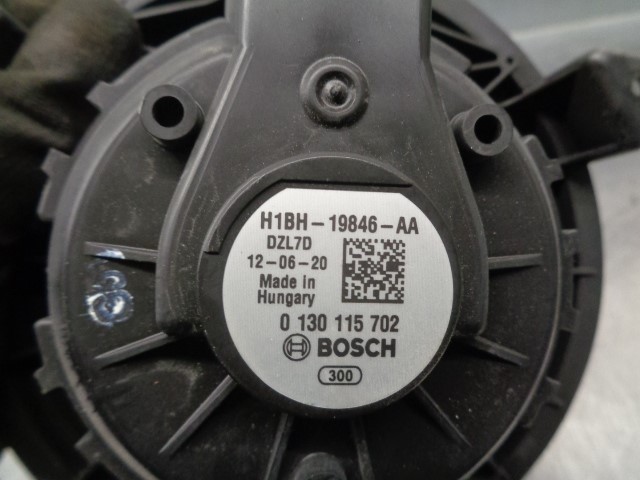 H1BH-19846-AA
DZL7D
12-06-20
Made in
Hungary
0 130 115 702
BOSCH
300